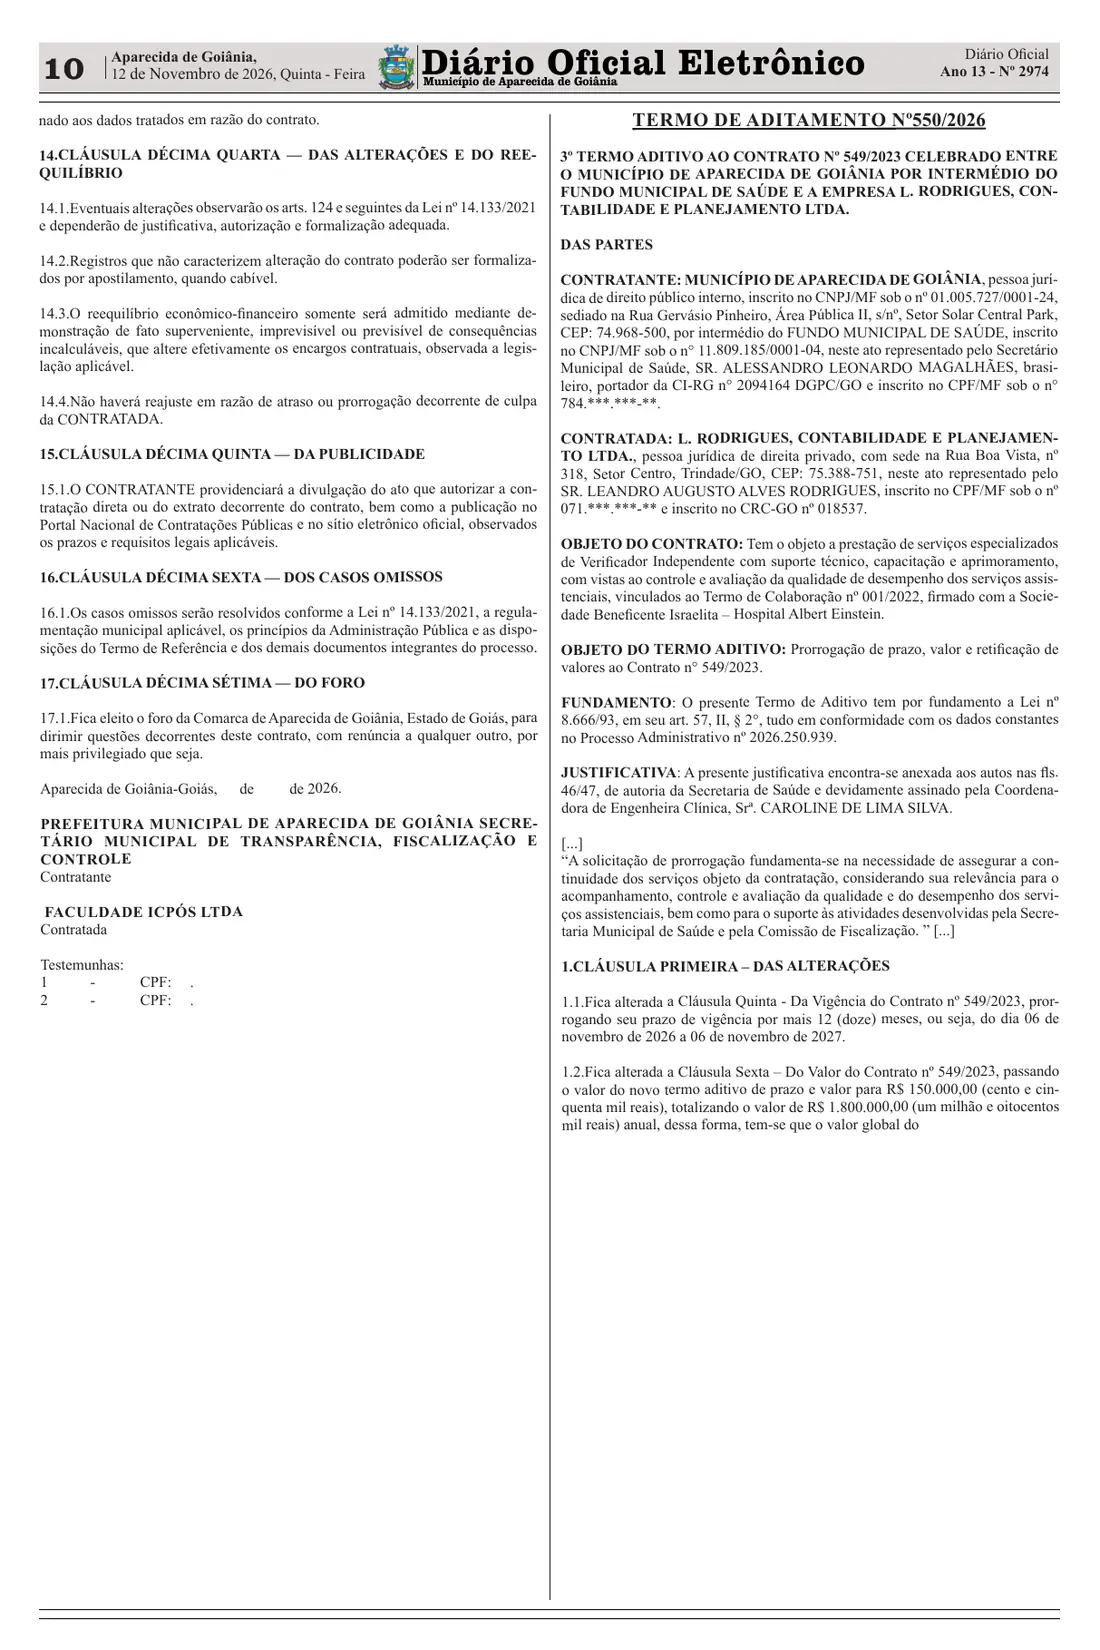 10
Aparecida de Goiânia,
12 de Novembro de 2026, Quinta - Feira
Diário Oficial Eletrônico
Município de Aparecida de Goiânia
Diário Oficial
Ano 13 - Nº 2974
nado aos dados tratados em razão do contrato.
14.CLÁUSULA DÉCIMA QUARTA — DAS ALTERAÇÕES E DO REE-
QUILÍBRIO
14.1.Eventuais alterações observarão os arts. 124 e seguintes da Lei nº 14.133/2021
e dependerão de justificativa, autorização e formalização adequada.
14.2.Registros que não caracterizem alteração do contrato poderão ser formaliza-
dos por apostilamento, quando cabível.
14.3.O reequilíbrio econômico-financeiro somente será admitido mediante de-
monstração de fato superveniente, imprevisível ou previsível de consequências
incalculáveis, que altere efetivamente os encargos contratuais, observada a legis-
lação aplicável.
14.4.Não haverá reajuste em razão de atraso ou prorrogação decorrente de culpa
da CONTRATADA.
15.CLÁUSULA DÉCIMA QUINTA — DA PUBLICIDADE
15.1.O CONTRATANTE providenciará a divulgação do ato que autorizar a con-
tratação direta ou do extrato decorrente do contrato, bem como a publicação no
Portal Nacional de Contratações Públicas e no sítio eletrônico oficial, observados
os prazos e requisitos legais aplicáveis.
16.CLÁUSULA DÉCIMA SEXTA — DOS CASOS OMISSOS
16.1.Os casos omissos serão resolvidos conforme a Lei nº 14.133/2021, a regula-
mentação municipal aplicável, os princípios da Administração Pública e as dispo-
sições do Termo de Referência e dos demais documentos integrantes do processo.
17.CLÁUSULA DÉCIMA SÉTIMA — DO FORO
17.1.Fica eleito o foro da Comarca de Aparecida de Goiânia, Estado de Goiás, para
dirimir questões decorrentes deste contrato, com renúncia a qualquer outro, por
mais privilegiado que seja.
Aparecida de Goiânia-Goiás, de de 2026.
PREFEITURA MUNICIPAL DE APARECIDA DE GOIÂNIA SECRE-
TÁRIO MUNICIPAL DE TRANSPARÊNCIA, FISCALIZAÇÃO E
CONTROLE
Contratante
FACULDADE ICPÓS LTDA
Contratada
Testemunhas:
1 - CPF: .
2 - CPF: .
TERMO DE ADITAMENTO Nº550/2026
3º TERMO ADITIVO AO CONTRATO Nº 549/2023 CELEBRADO ENTRE
O MUNICÍPIO DE APARECIDA DE GOIÂNIA POR INTERMÉDIO DO
FUNDO MUNICIPAL DE SAÚDE E A EMPRESA L. RODRIGUES, CON-
TABILIDADE E PLANEJAMENTO LTDA.
DAS PARTES
CONTRATANTE: MUNICÍPIO DE APARECIDA DE GOIÂNIA, pessoa jurí-
dica de direito público interno, inscrito no CNPJ/MF sob o nº 01.005.727/0001-24,
sediado na Rua Gervásio Pinheiro, Área Pública II, s/nº, Setor Solar Central Park,
CEP: 74.968-500, por intermédio do FUNDO MUNICIPAL DE SAÚDE, inscrito
no CNPJ/MF sob o n° 11.809.185/0001-04, neste ato representado pelo Secretário
Municipal de Saúde, SR. ALESSANDRO LEONARDO MAGALHÃES, brasi-
leiro, portador da CI-RG n° 2094164 DGPC/GO e inscrito no CPF/MF sob o n°
784.***.***-**.
CONTRATADA: L. RODRIGUES, CONTABILIDADE E PLANEJAMEN-
TO LTDA., pessoa jurídica de direita privado, com sede na Rua Boa Vista, nº
318, Setor Centro, Trindade/GO, CEP: 75.388-751, neste ato representado pelo
SR. LEANDRO AUGUSTO ALVES RODRIGUES, inscrito no CPF/MF sob o nº
071.***.***-** e inscrito no CRC-GO nº 018537.
OBJETO DO CONTRATO: Tem o objeto a prestação de serviços especializados
de Verificador Independente com suporte técnico, capacitação e aprimoramento,
com vistas ao controle e avaliação da qualidade de desempenho dos serviços assis-
tenciais, vinculados ao Termo de Colaboração nº 001/2022, firmado com a Socie-
dade Beneficente Israelita – Hospital Albert Einstein.
OBJETO DO TERMO ADITIVO: Prorrogação de prazo, valor e retificação de
valores ao Contrato n° 549/2023.
FUNDAMENTO: O presente Termo de Aditivo tem por fundamento a Lei nº
8.666/93, em seu art. 57, II, § 2°, tudo em conformidade com os dados constantes
no Processo Administrativo nº 2026.250.939.
JUSTIFICATIVA: A presente justificativa encontra-se anexada aos autos nas fls.
46/47, de autoria da Secretaria de Saúde e devidamente assinado pela Coordena-
dora de Engenheira Clínica, Srª. CAROLINE DE LIMA SILVA.
[...]
“A solicitação de prorrogação fundamenta-se na necessidade de assegurar a con-
tinuidade dos serviços objeto da contratação, considerando sua relevância para o
acompanhamento, controle e avaliação da qualidade e do desempenho dos servi-
ços assistenciais, bem como para o suporte às atividades desenvolvidas pela Secre-
taria Municipal de Saúde e pela Comissão de Fiscalização. ” [...]
1.CLÁUSULA PRIMEIRA – DAS ALTERAÇÕES
1.1.Fica alterada a Cláusula Quinta - Da Vigência do Contrato nº 549/2023, pror-
rogando seu prazo de vigência por mais 12 (doze) meses, ou seja, do dia 06 de
novembro de 2026 a 06 de novembro de 2027.
1.2.Fica alterada a Cláusula Sexta – Do Valor do Contrato nº 549/2023, passando
o valor do novo termo aditivo de prazo e valor para R$ 150.000,00 (cento e cin-
quenta mil reais), totalizando o valor de R$ 1.800.000,00 (um milhão e oitocentos
mil reais) anual, dessa forma, tem-se que o valor global do